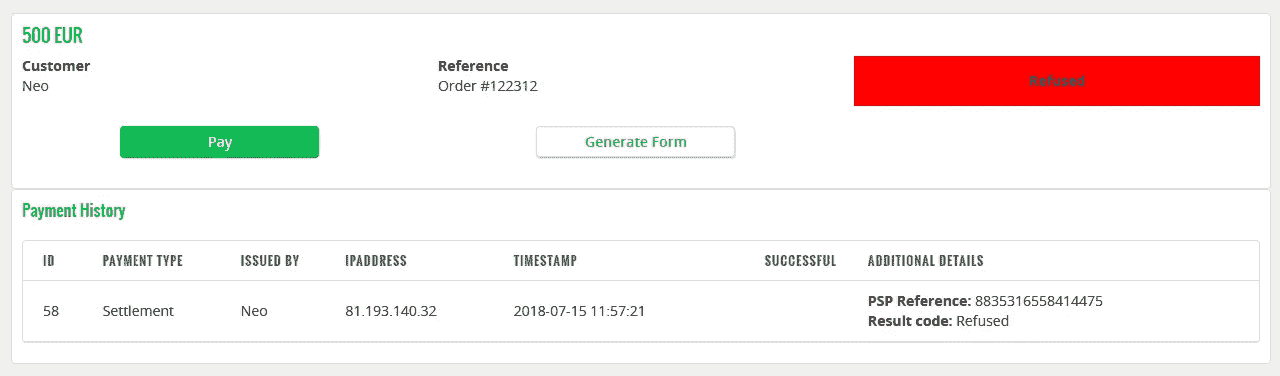 500 EUR
Customer
Neo
Reference
Order #122312
Refused
Pay
Generate Form
Payment History
ID PAYMENT TYPE ISSUED BY IPADDRESS TIMESTAMP SUCCESSFUL ADDITIONAL DETAILS
58 Settlement Neo 81.193.140.32 2018-07-15 11:57:21 PSP Reference: 8835316558414475
Result code: Refused